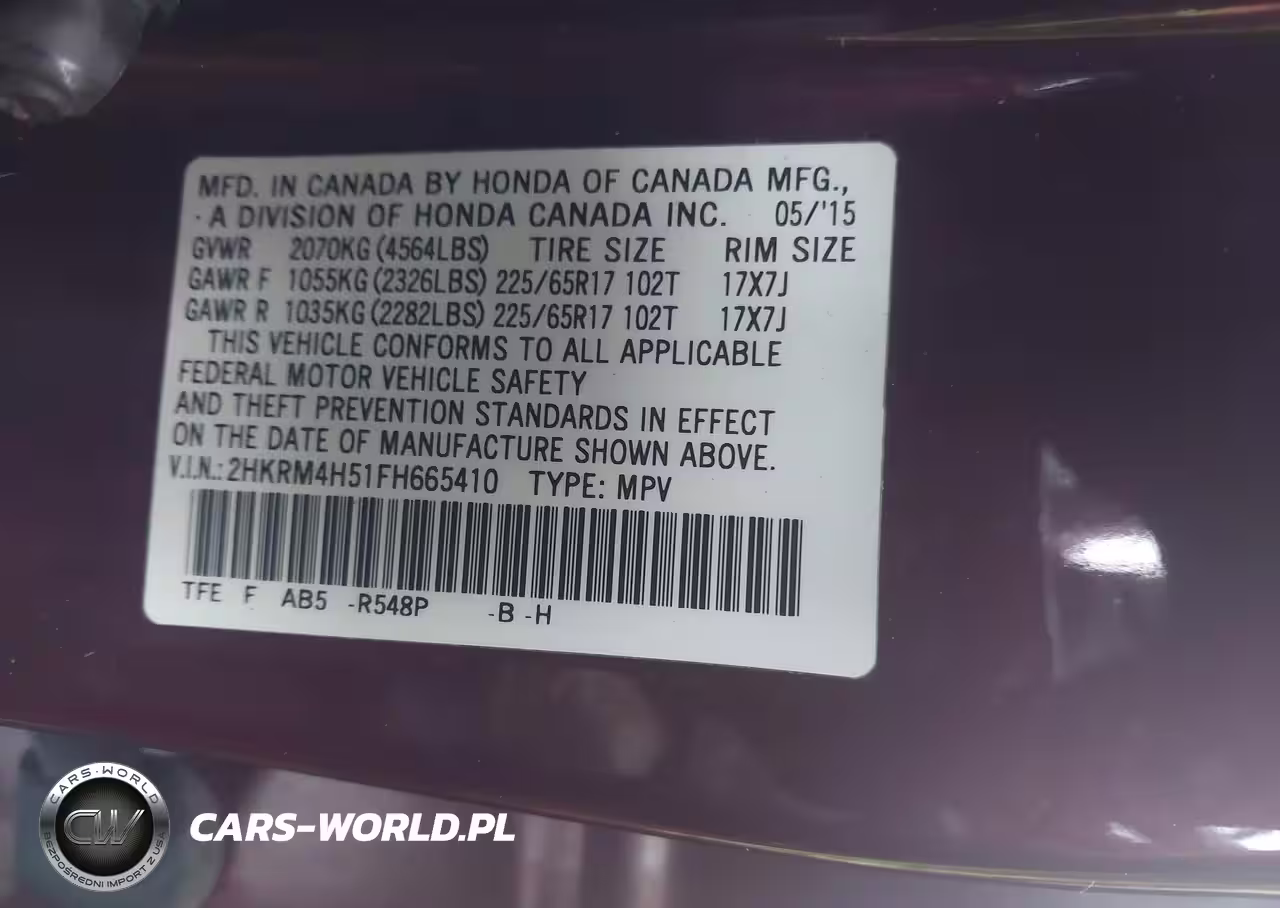 MFD. IN CANADA BY HONDA OF CANADA MFG.,
A DIVISION OF HONDA CANADA INC. 05/'15
GVWR 2070KG (4564LBS) TIRE SIZE RIM SIZE
GAWR F 1055KG (2326LBS) 225/65R17 102T 17X7J
GAWR R 1035KG (2282LBS) 225/65R17 102T 17X7J
THIS VEHICLE CONFORMS TO ALL APPLICABLE
FEDERAL MOTOR VEHICLE SAFETY
AND THEFT PREVENTION STANDARDS IN EFFECT
ON THE DATE OF MANUFACTURE SHOWN ABOVE.
V.I.N.: 2HKRM4H51FH665410 TYPE: MPV
TFE F AB5 -R548P -B -H
CARS-WORLD
CW
BEZPOŚREDNI IMPORT Z USA
CARS-WORLD.PL